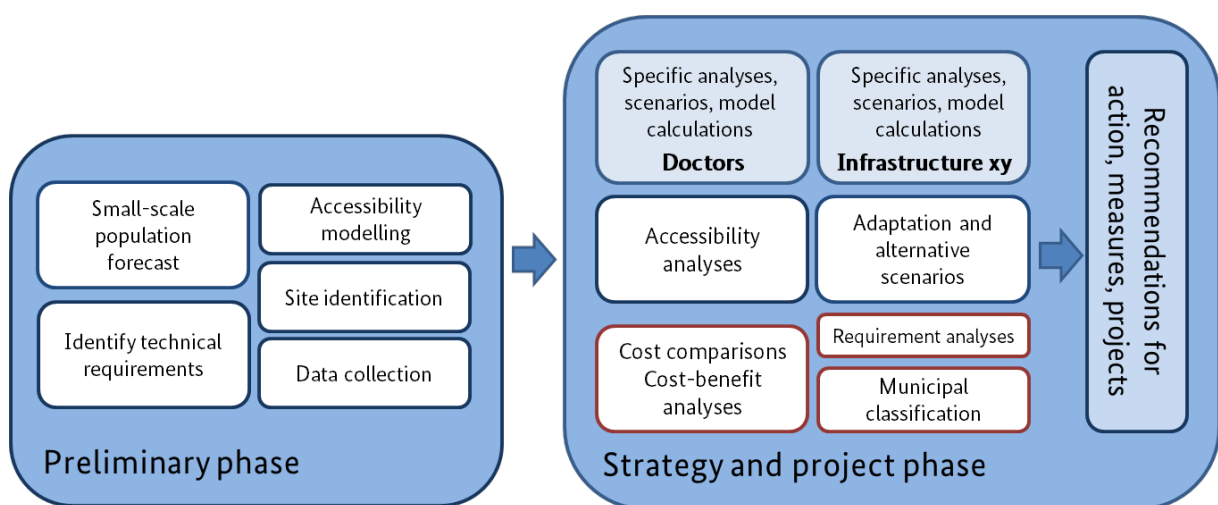 Small-scale
population
forecast
Accessibility
modelling
Site identification
Identify technical
requirements
Data collection
Preliminary phase
Specific analyses,
scenarios, model
calculations
Doctors
Specific analyses,
scenarios, model
calculations
Infrastructure xy
Accessibility
analyses
Adaptation and
alternative
scenarios
Cost comparisons
Cost-benefit
analyses
Requirement analyses
Municipal
classification
Strategy and project phase
Recommendations for
action, measures, projects